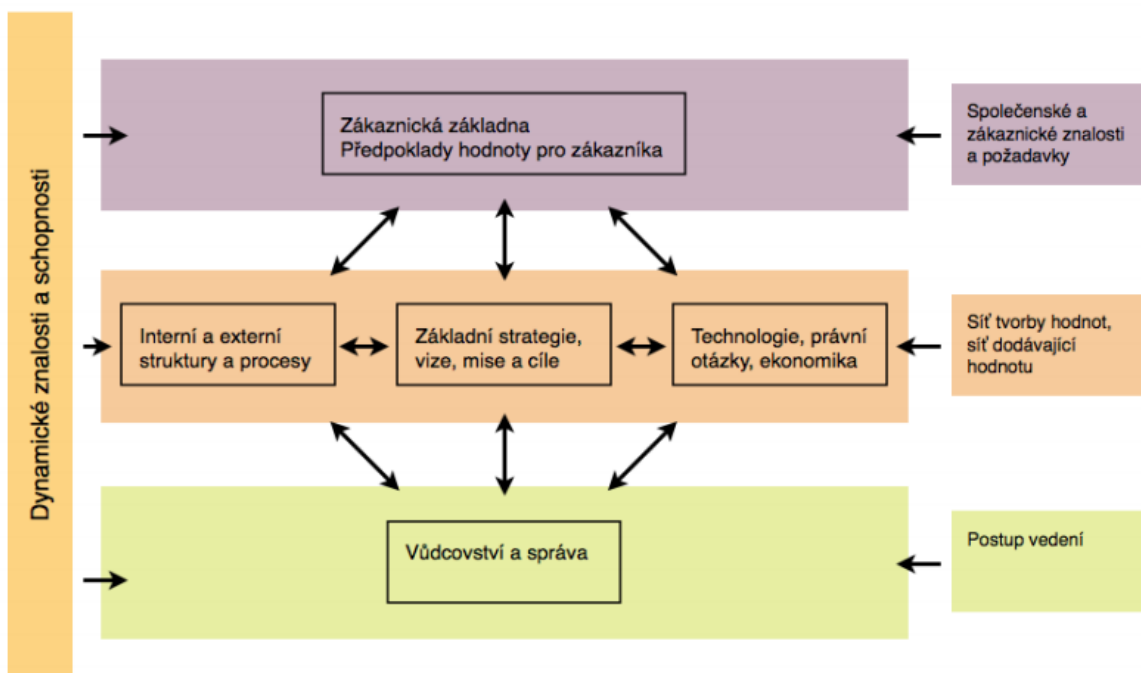 Dynamické znalosti a schopnosti
Zákaznická základna
Předpoklady hodnoty pro zákazníka
Společenské a
zákaznické znalosti
a požadavky
Interní a externí
struktury a procesy
Základní strategie,
vize, mise a cíle
Technologie, právní
otázky, ekonomika
Síť tvorby hodnot,
síť dodávající
hodnotu
Vůdcovství a správa
Postup vedení